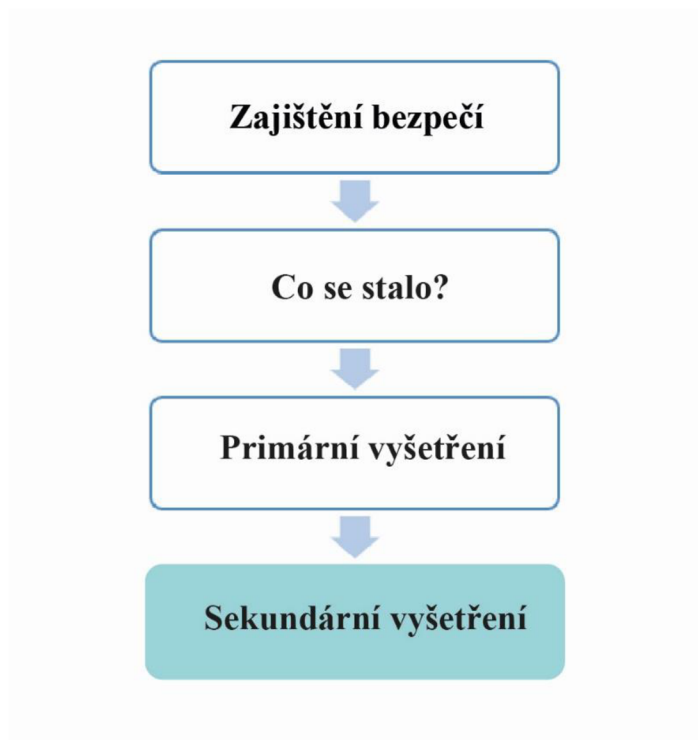 Zajištění bezpečí
Co se stalo?
Primární vyšetření
Sekundární vyšetření